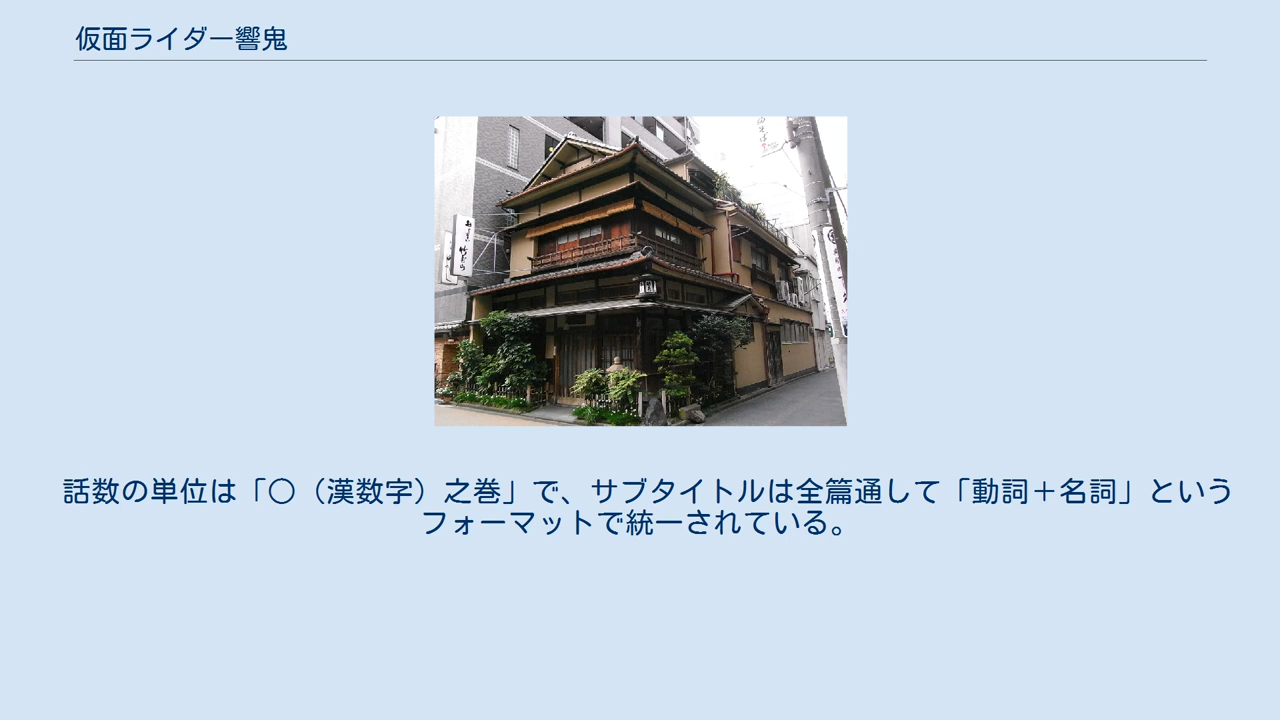 仮面ライダー響鬼
話数の単位は「〇（漢数字）之巻」で、サブタイトルは全篇通して「動詞＋名詞」という
フォーマットで統一されている。